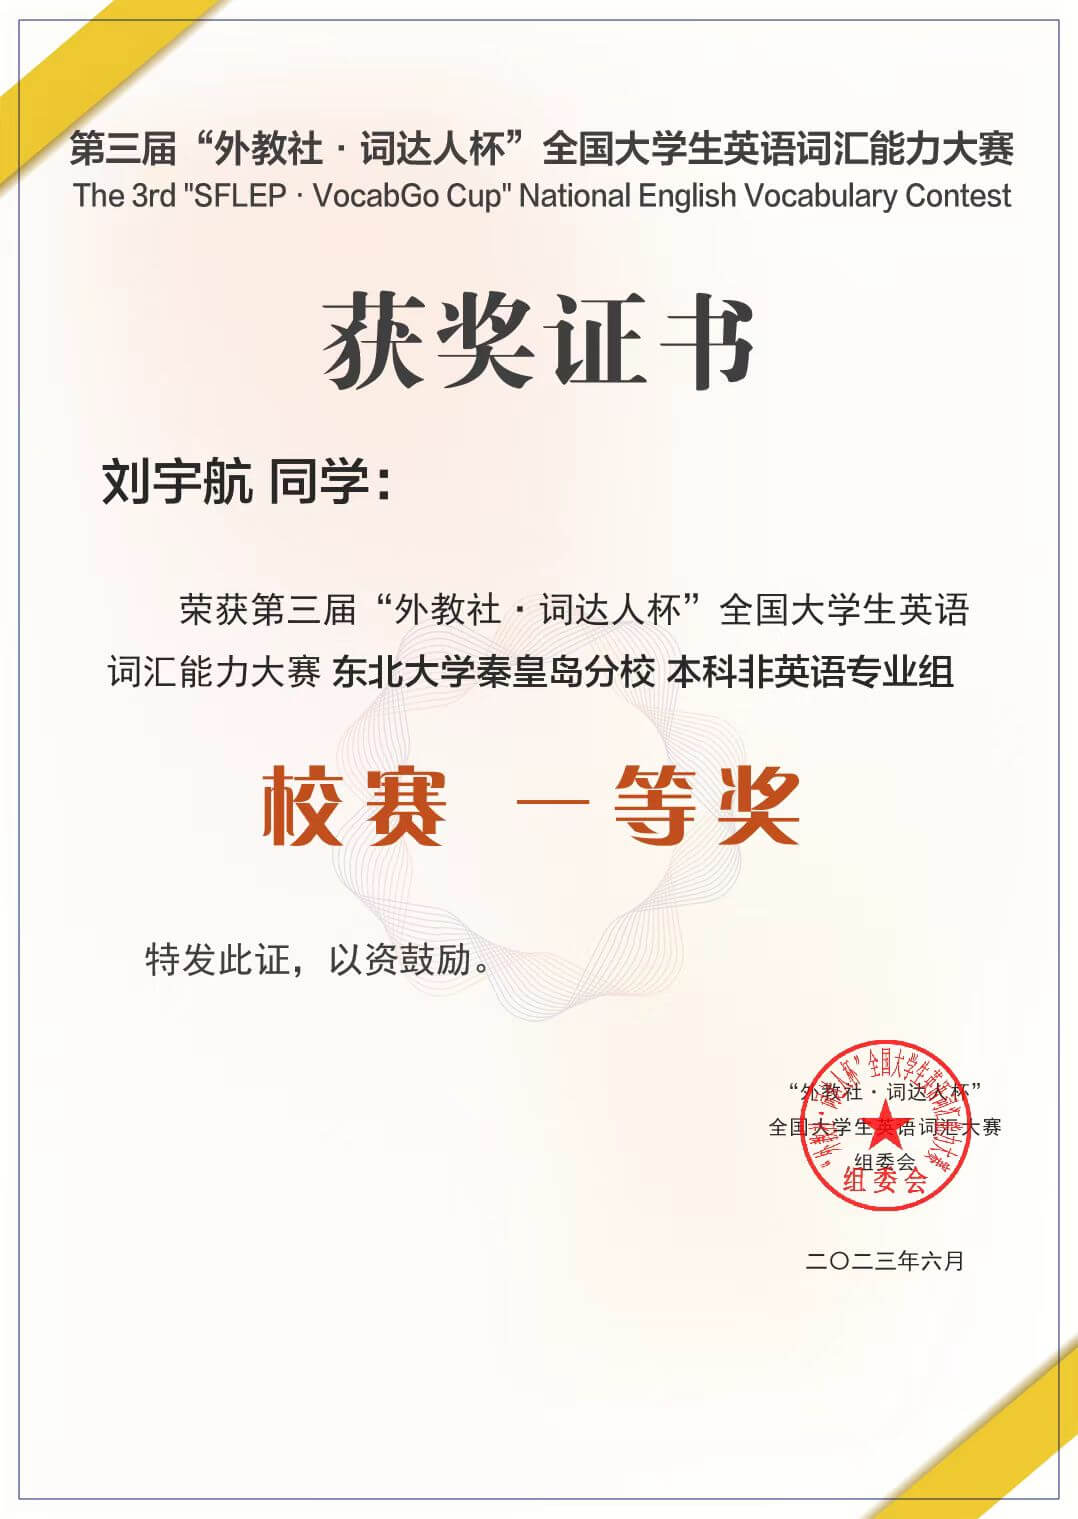 第三届“外教社·词达人杯”全国大学生英语词汇能力大赛
The 3rd "SFLEP · VocabGo Cup" National English Vocabulary Contest
获奖证书
刘宇航 同学：
荣获第三届“外教社·词达人杯”全国大学生英语
词汇能力大赛 东北大学秦皇岛分校 本科非英语专业组
校赛 一等奖
特发此证，以资鼓励。
“外教社·词达人杯”
全国大学生英语词汇大赛
组委会
“外教社·词达人杯”全国大学生英语词汇能力大赛
组委会
二〇二三年六月